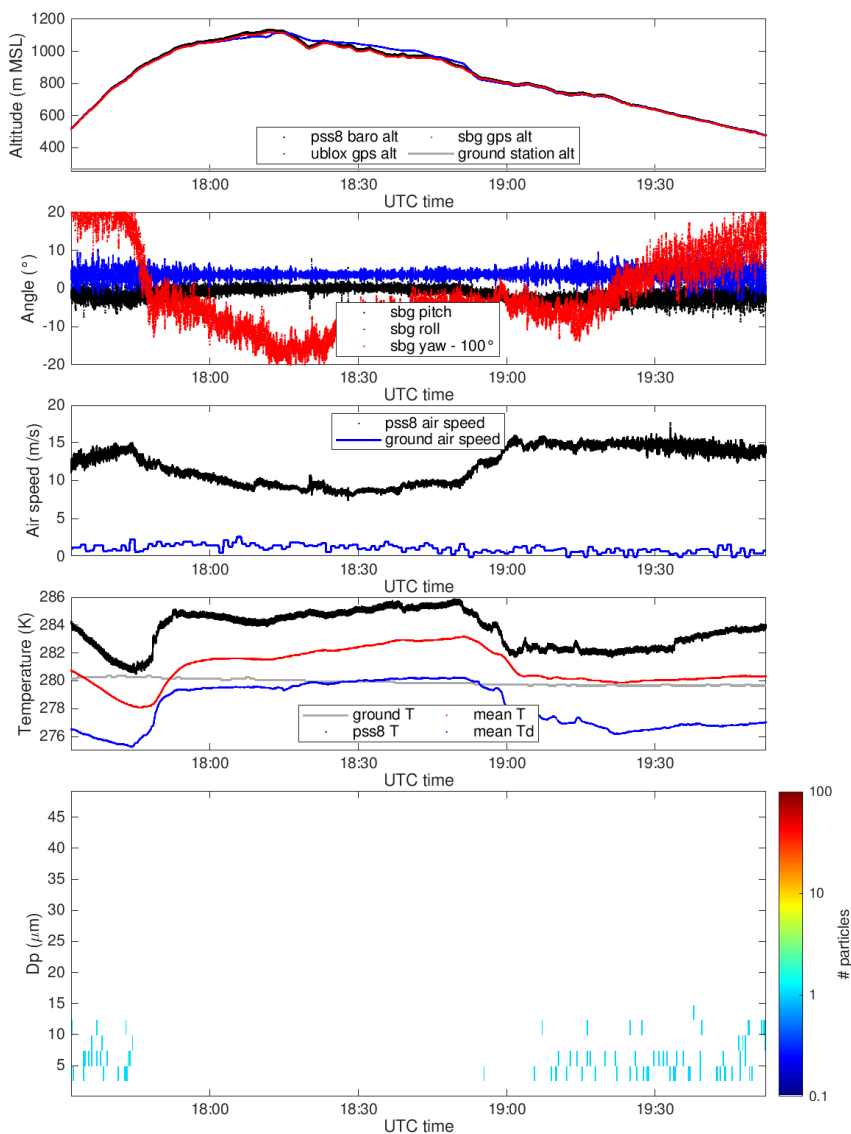 1200
1000
800
600
400
Altitude (m MSL)
pss8 baro alt
sbg gps alt
ublox gps alt
ground station alt
18:00
18:30
19:00
19:30
UTC time
20
10
0
-10
-20
Angle (°)
sbg pitch
sbg roll
sbg yaw - 100°
18:00
18:30
19:00
19:30
UTC time
20
15
10
5
0
Air speed (m/s)
pss8 air speed
ground air speed
18:00
18:30
19:00
19:30
UTC time
286
284
282
280
278
276
Temperature (K)
ground T
mean T
pss8 T
mean Td
18:00
18:30
19:00
19:30
UTC time
45
40
35
30
25
20
15
10
5
Dp (μm)
18:00
18:30
19:00
19:30
UTC time
100
10
1
0.1
# particles